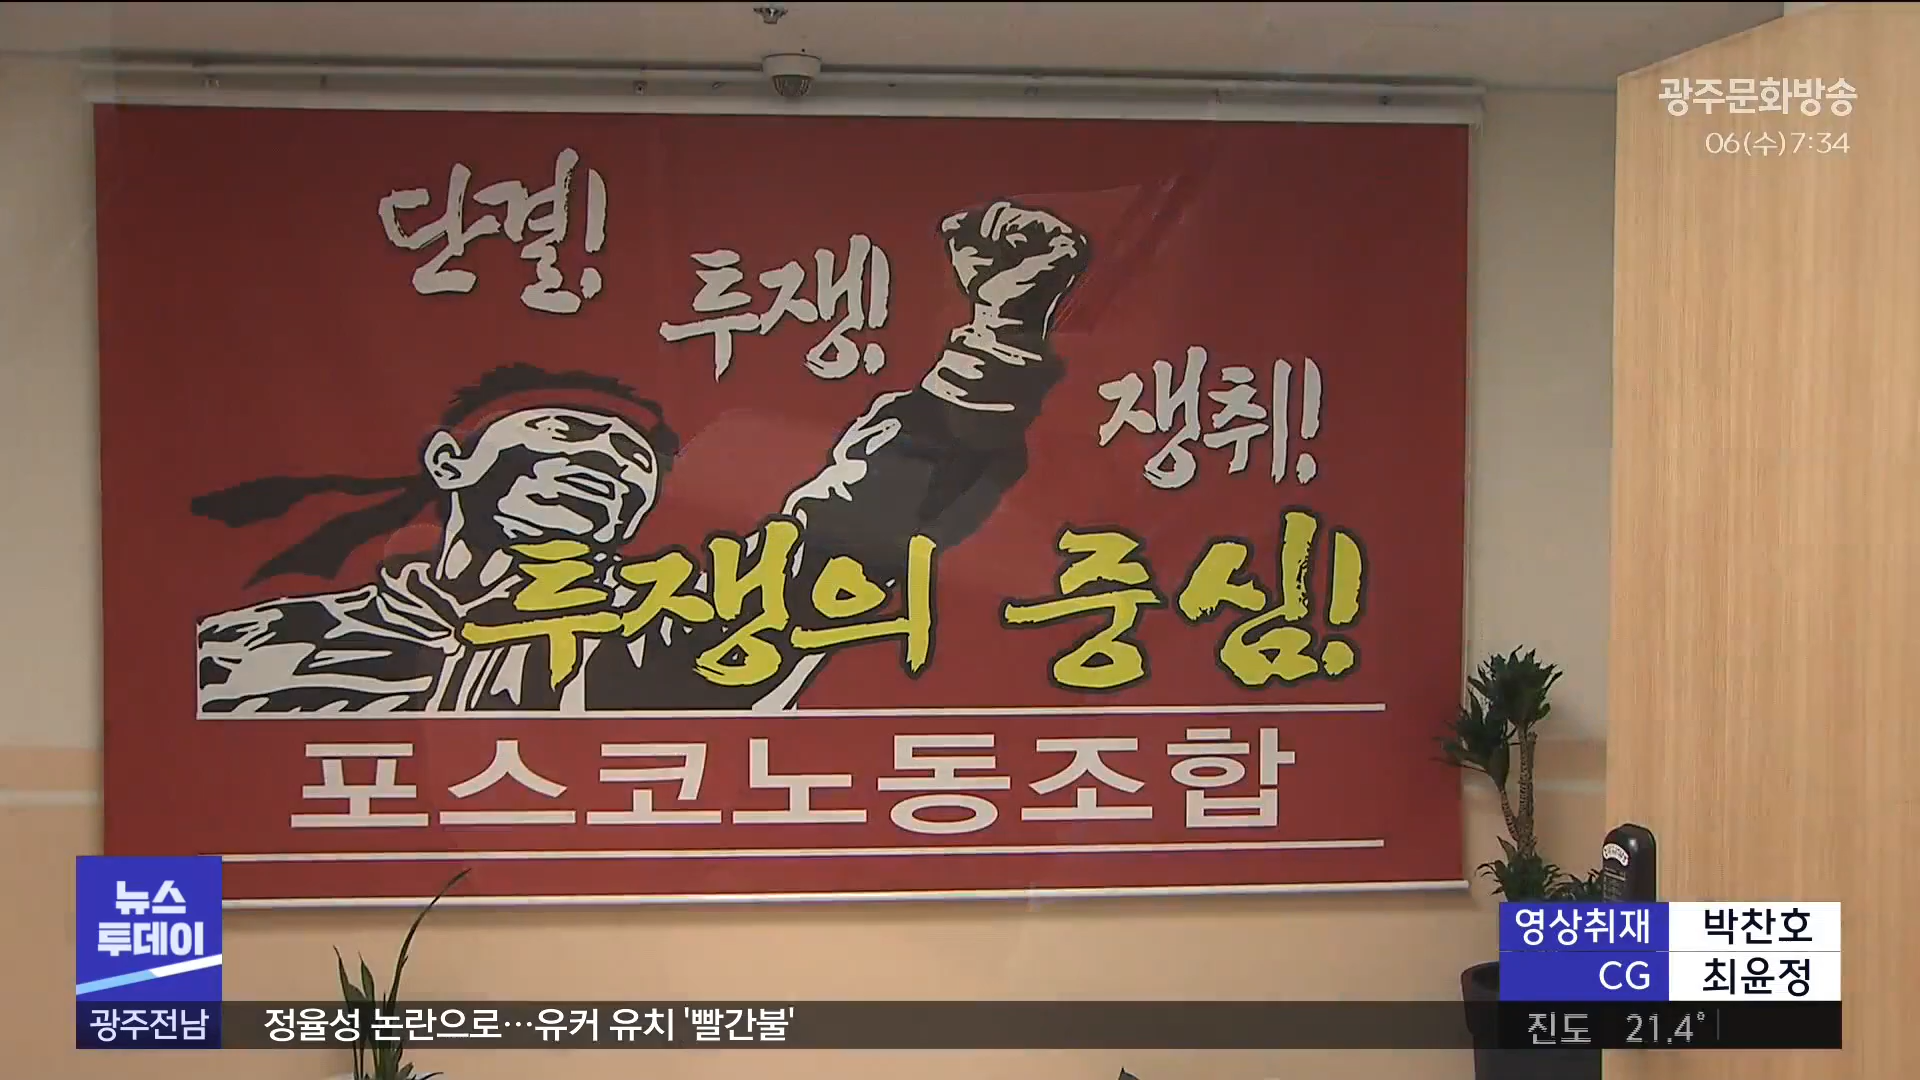 광주문화방송
06(수)7:34
단결!
투쟁!
쟁취!
투쟁의 중심!
포스코노동조합
뉴스
투데이
영상취재 박찬호
CG 최윤정
광주전남 정율성 논란으로…유커 유치 '빨간불'
진도 21.4°